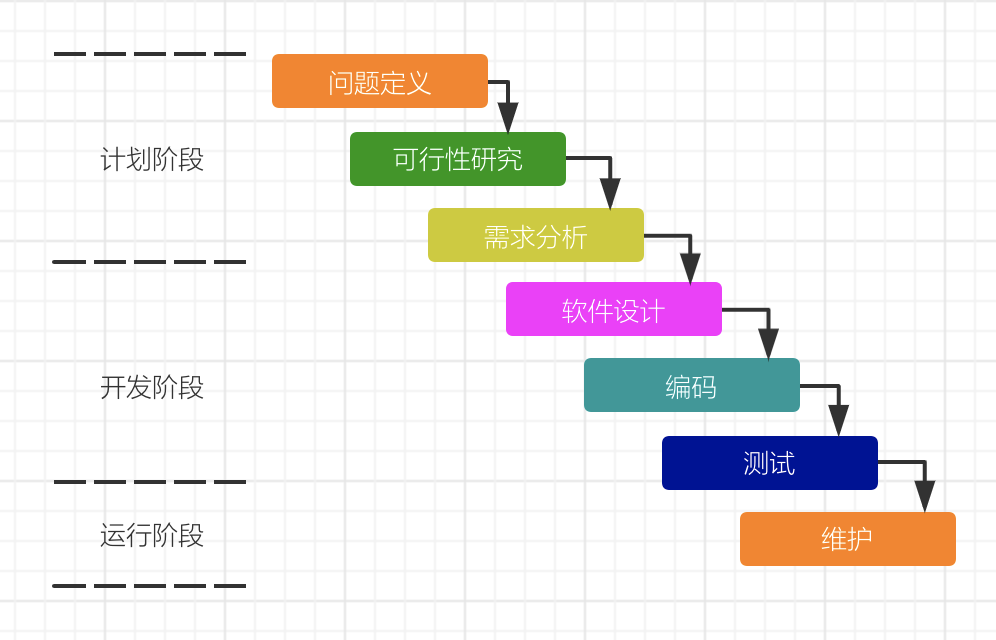 问题定义
计划阶段
可行性研究
需求分析
软件设计
开发阶段
编码
测试
运行阶段
维护